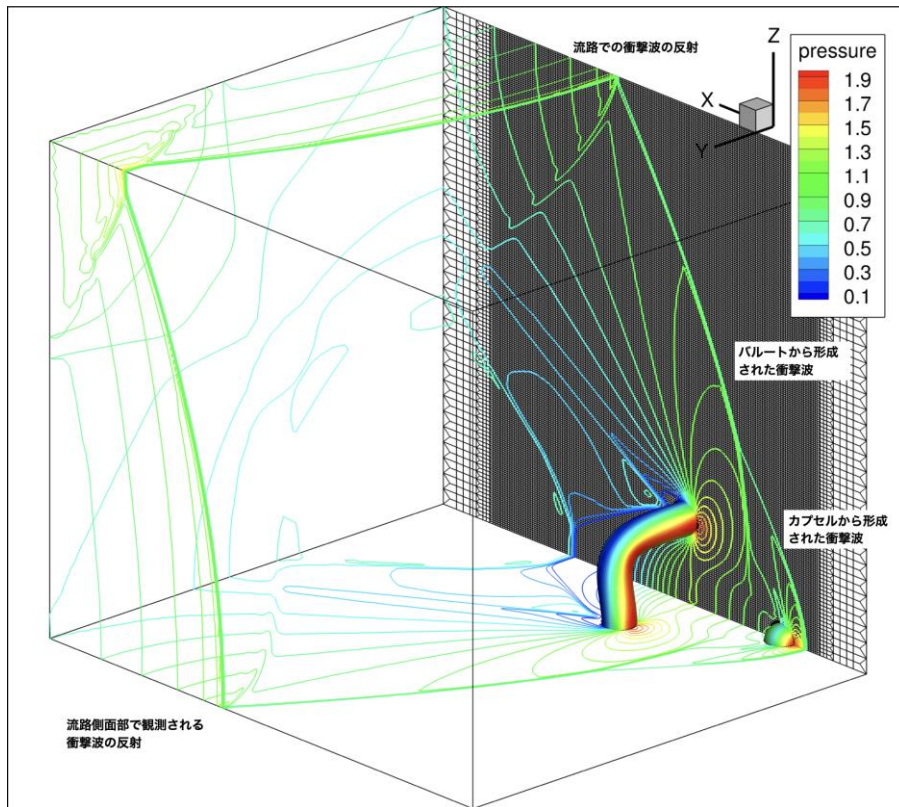 流路での衝撃波の反射
Z
X
Y
pressure
1.9
1.7
1.5
1.3
1.1
0.9
0.7
0.5
0.3
0.1
バルートから形成
された衝撃波
カプセルから形成
された衝撃波
流路側面部で観測される
衝撃波の反射